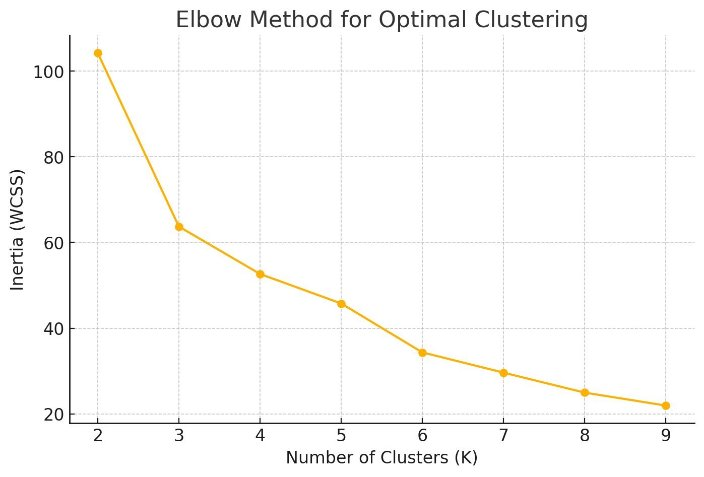 Elbow Method for Optimal Clustering
100
80
60
40
20
Inertia (WCSS)
2 3 4 5 6 7 8 9
Number of Clusters (K)